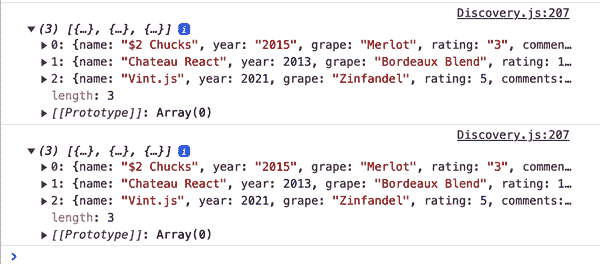 Discovery.js:207
▼ (3) [{…}, {…}, {…}] i
▶ 0: {name: "$2 Chucks", year: "2015", grape: "Merlot", rating: "3", commen…
▶ 1: {name: "Chateau React", year: 2013, grape: "Bordeaux Blend", rating: 1…
▶ 2: {name: "Vint.js", year: 2021, grape: "Zinfandel", rating: 5, comments:…
length: 3
▶ [[Prototype]]: Array(0)
Discovery.js:207
▼ (3) [{…}, {…}, {…}] i
▶ 0: {name: "$2 Chucks", year: "2015", grape: "Merlot", rating: "3", commen…
▶ 1: {name: "Chateau React", year: 2013, grape: "Bordeaux Blend", rating: 1…
▶ 2: {name: "Vint.js", year: 2021, grape: "Zinfandel", rating: 5, comments:…
length: 3
▶ [[Prototype]]: Array(0)
>